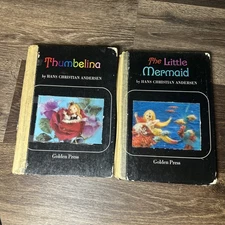 Thumbelina
by HANS CHRISTIAN ANDERSEN
Golden Press
The Little
Mermaid
by HANS CHRISTIAN ANDERSEN
Golden Press